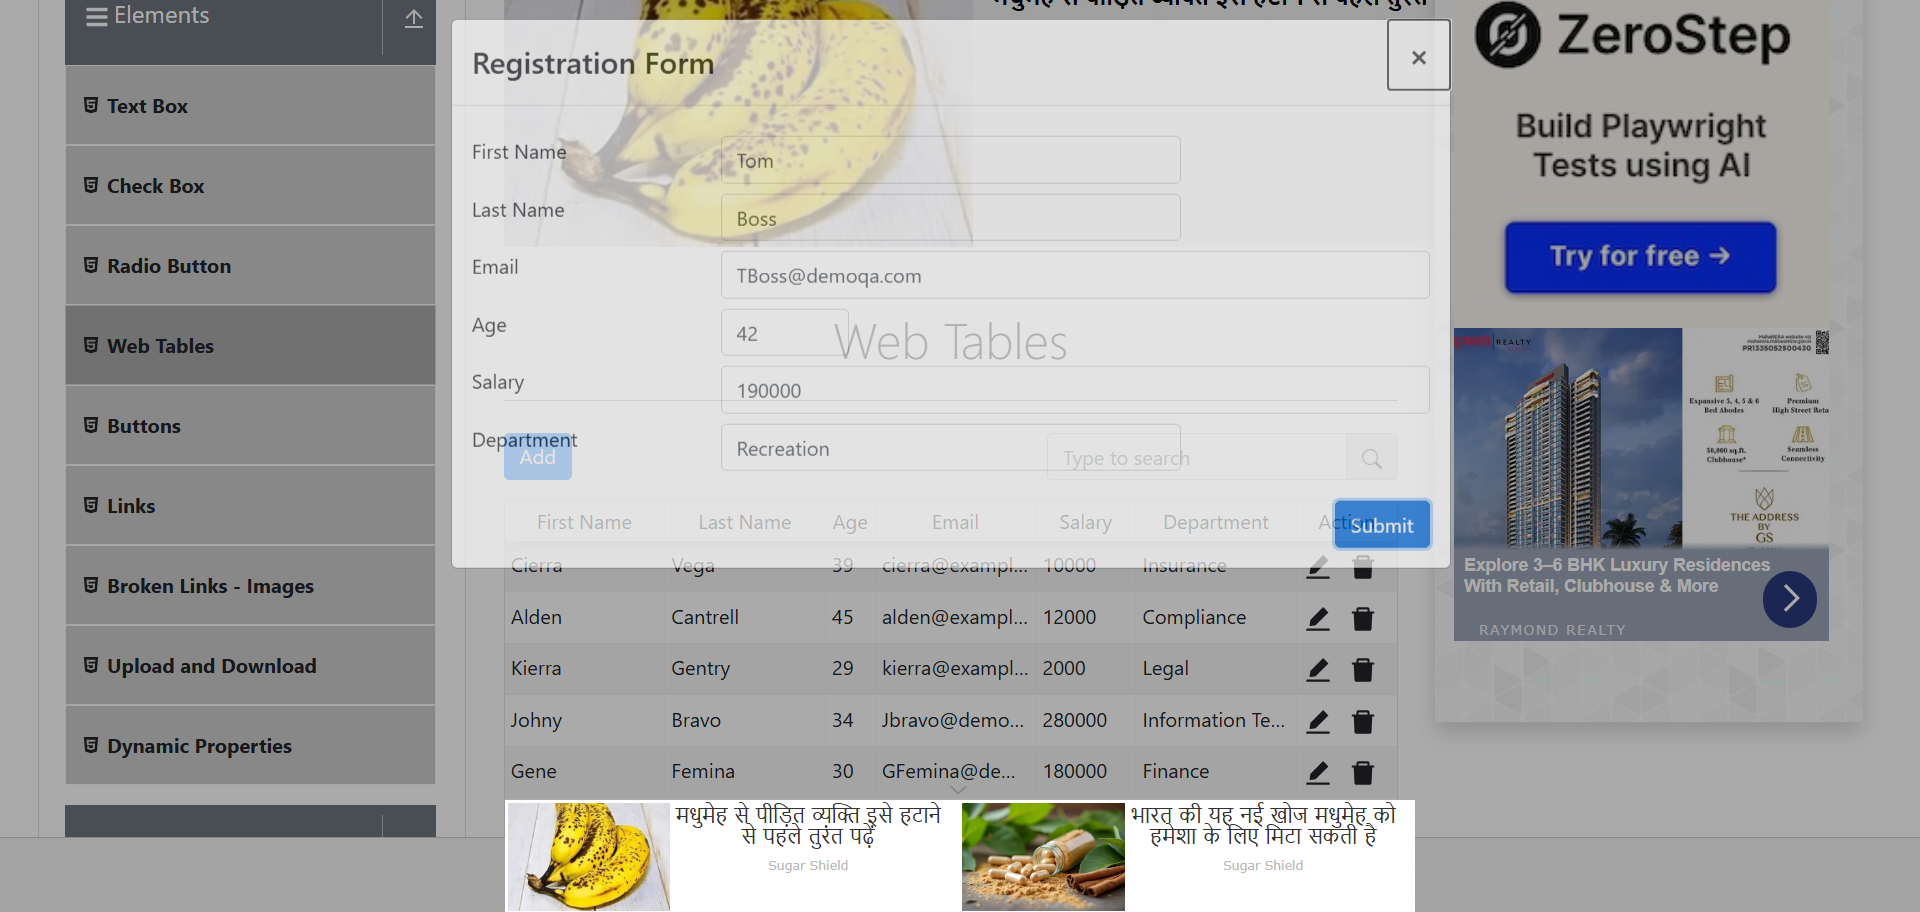 Elements
Text Box
Check Box
Radio Button
Web Tables
Buttons
Links
Broken Links - Images
Upload and Download
Dynamic Properties
मधुमेह से पीड़ित व्यक्ति इसे हटाने से पहले तुरंत
Registration Form
×
First Name
Tom
Last Name
Boss
Email
TBoss@demoqa.com
Age
42
Salary
190000
Department
Recreation
Submit
Web Tables
Add
Type to search
First Name Last Name Age Email Salary Department Action
Cierra Vega 39 cierra@exampl... 10000 Insurance
Alden Cantrell 45 alden@exampl... 12000 Compliance
Kierra Gentry 29 kierra@exampl... 2000 Legal
Johny Bravo 34 Jbravo@demo... 280000 Information Te...
Gene Femina 30 GFemina@de... 180000 Finance
मधुमेह से पीड़ित व्यक्ति इसे हटाने
से पहले तुरंत पढ़ें
Sugar Shield
भारत की यह नई खोज मधुमेह को
हमेशा के लिए मिटा सकती है
Sugar Shield
ZeroStep
Build Playwright
Tests using AI
Try for free →
REALTY
PR1335052500430
Expansive 3, 4, 5 & 6
Bed Abodes
Premium
High Street Reta
50,000 sq.ft.
Clubhouse*
Seamless
Connectivity
THE ADDRESS
BY
GS
Explore 3–6 BHK Luxury Residences
With Retail, Clubhouse & More
RAYMOND REALTY